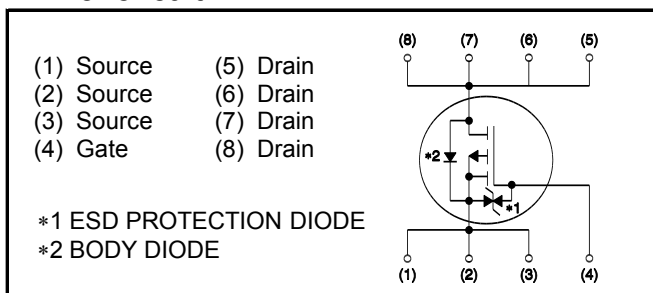 (1) Source (5) Drain
(2) Source (6) Drain
(3) Source (7) Drain
(4) Gate (8) Drain
∗1 ESD PROTECTION DIODE
∗2 BODY DIODE
(8) (7) (6) (5)
∗2
∗1
(1) (2) (3) (4)